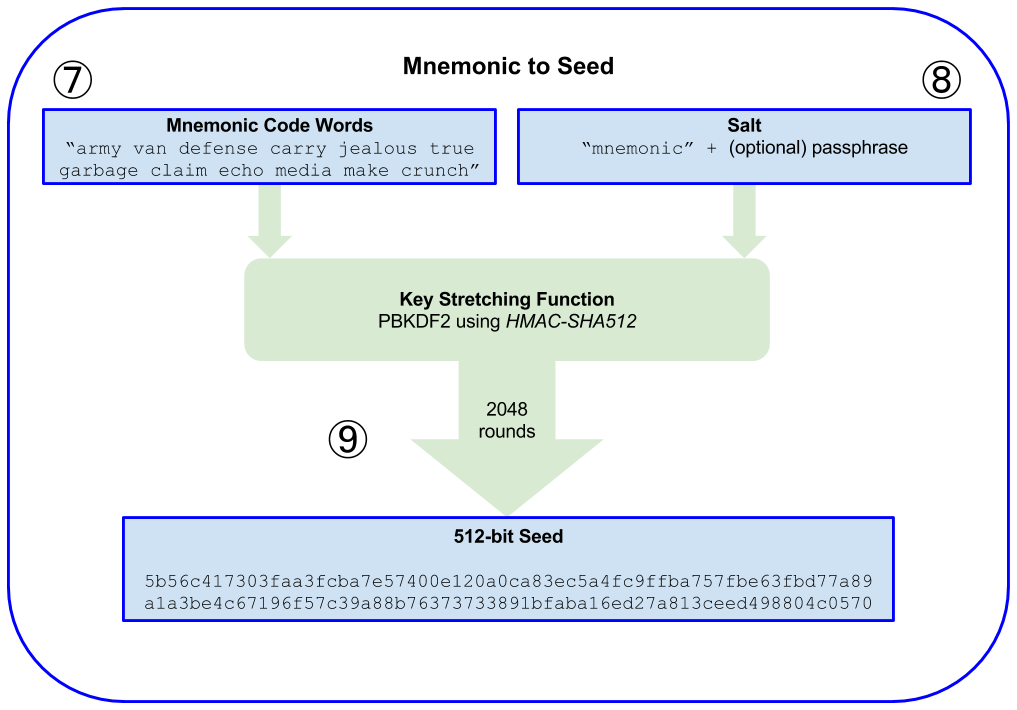 Mnemonic to Seed
⑦
⑧
Mnemonic Code Words
“army van defense carry jealous true
garbage claim echo media make crunch”
Salt
“mnemonic” + (optional) passphrase
Key Stretching Function
PBKDF2 using HMAC-SHA512
2048
rounds
⑨
512-bit Seed
5b56c417303faa3fcba7e57400e120a0ca83ec5a4fc9ffba757fbe63fbd77a89
a1a3be4c67196f57c39a88b76373733891bfaba16ed27a813ceed498804c0570